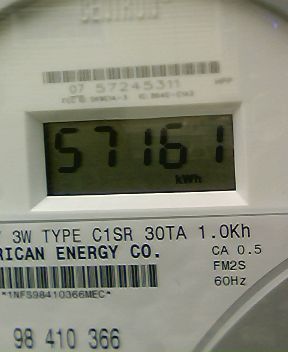 CENTRON
07 57245311
57161
kWh
3W TYPE C1SR 30TA 1.0Kh
RICAN ENERGY CO.
CA 0.5
FM2S
60Hz
*1NFS98410366MEC*
98 410 366